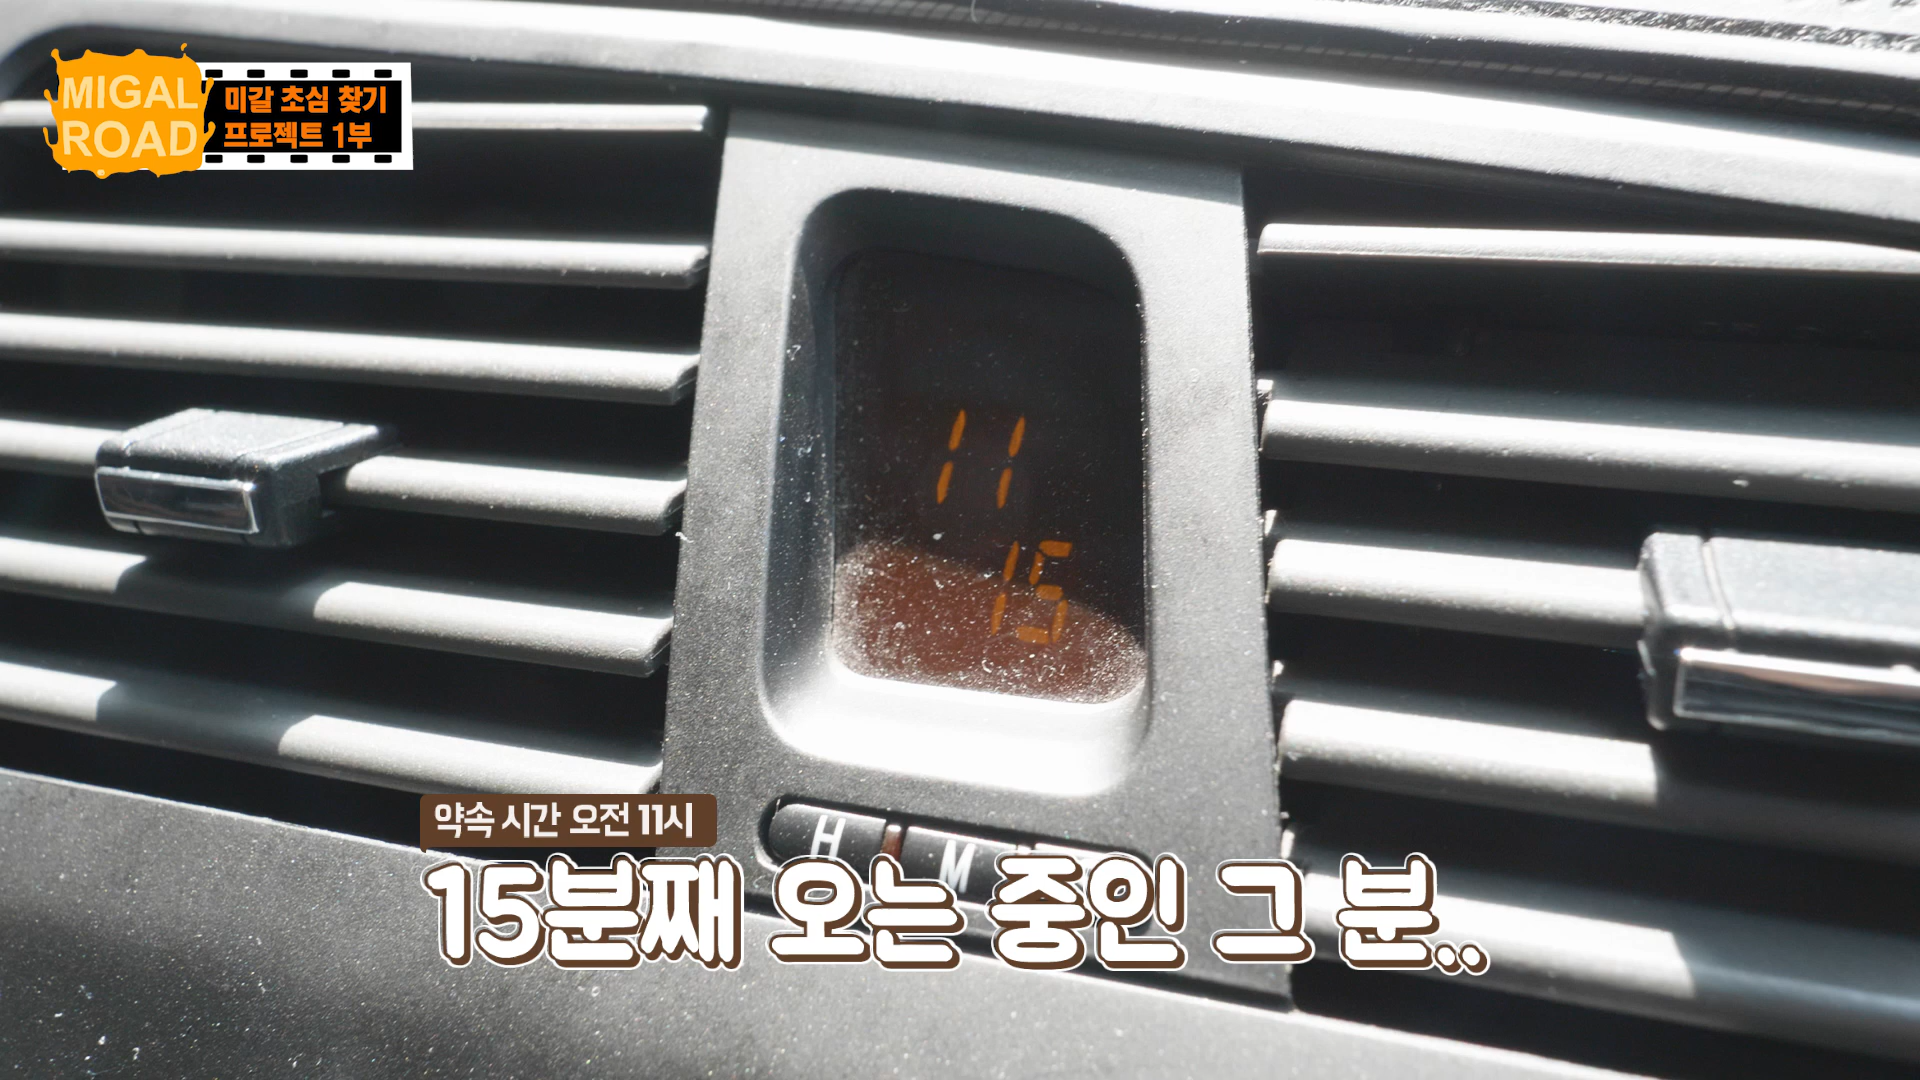 MIGAL
ROAD
미갈 초심 찾기
프로젝트 1부
11
15
H
M
약속 시간 오전 11시
15분째 오는 중인 그 분..